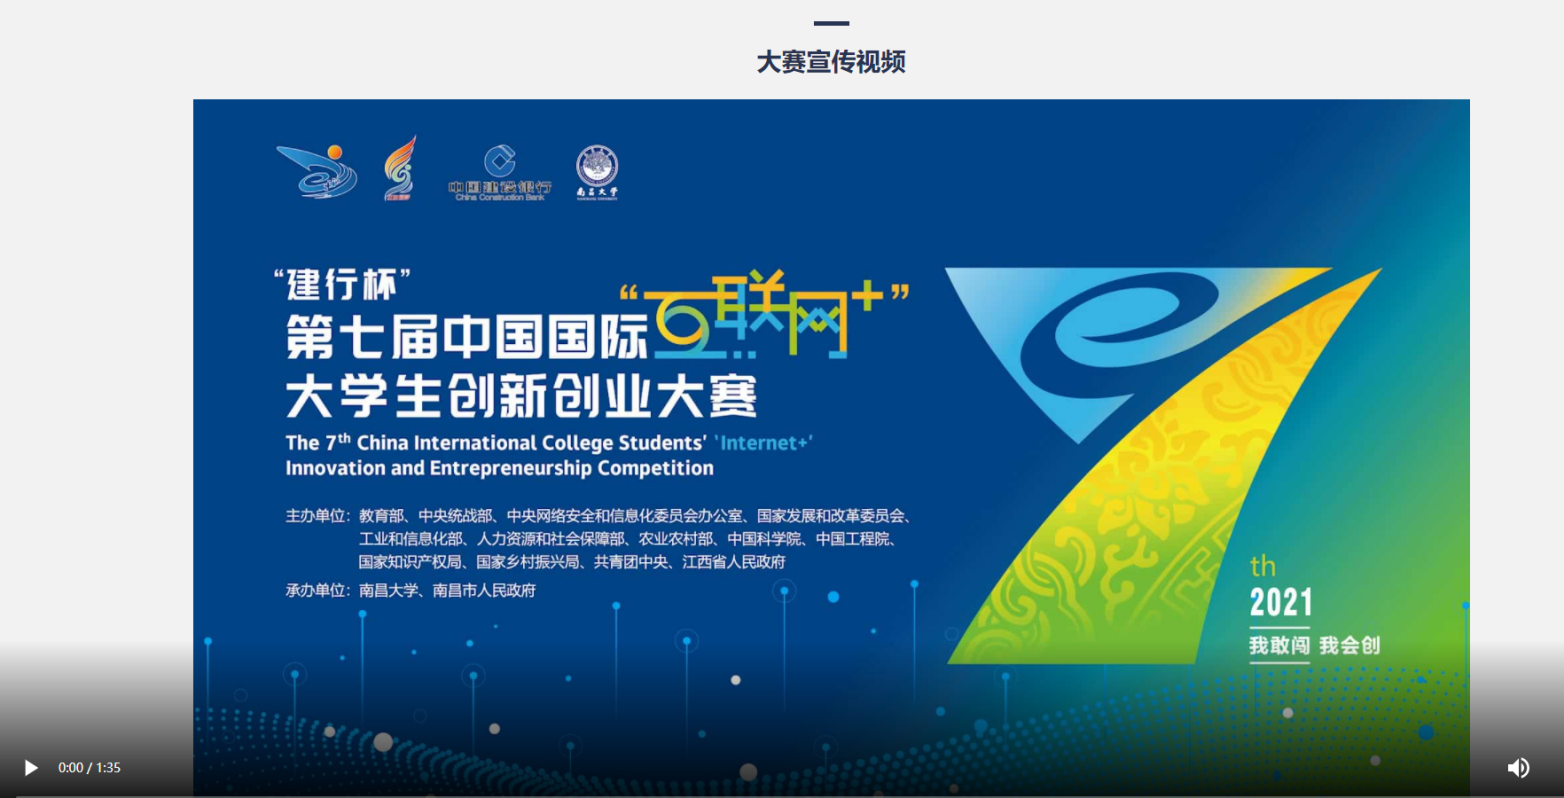 大赛宣传视频
中国建设银行
China Construction Bank
南昌大学
NANCHANG UNIVERSITY
“建行杯”
第七届中国国际“互联网+”
大学生创新创业大赛
The 7th China International College Students' 'Internet+'
Innovation and Entrepreneurship Competition
主办单位：教育部、中央统战部、中央网络安全和信息化委员会办公室、国家发展和改革委员会、
工业和信息化部、人力资源和社会保障部、农业农村部、中国科学院、中国工程院、
国家知识产权局、国家乡村振兴局、共青团中央、江西省人民政府
承办单位：南昌大学、南昌市人民政府
7
th
2021
我敢闯 我会创
0:00 / 1:35